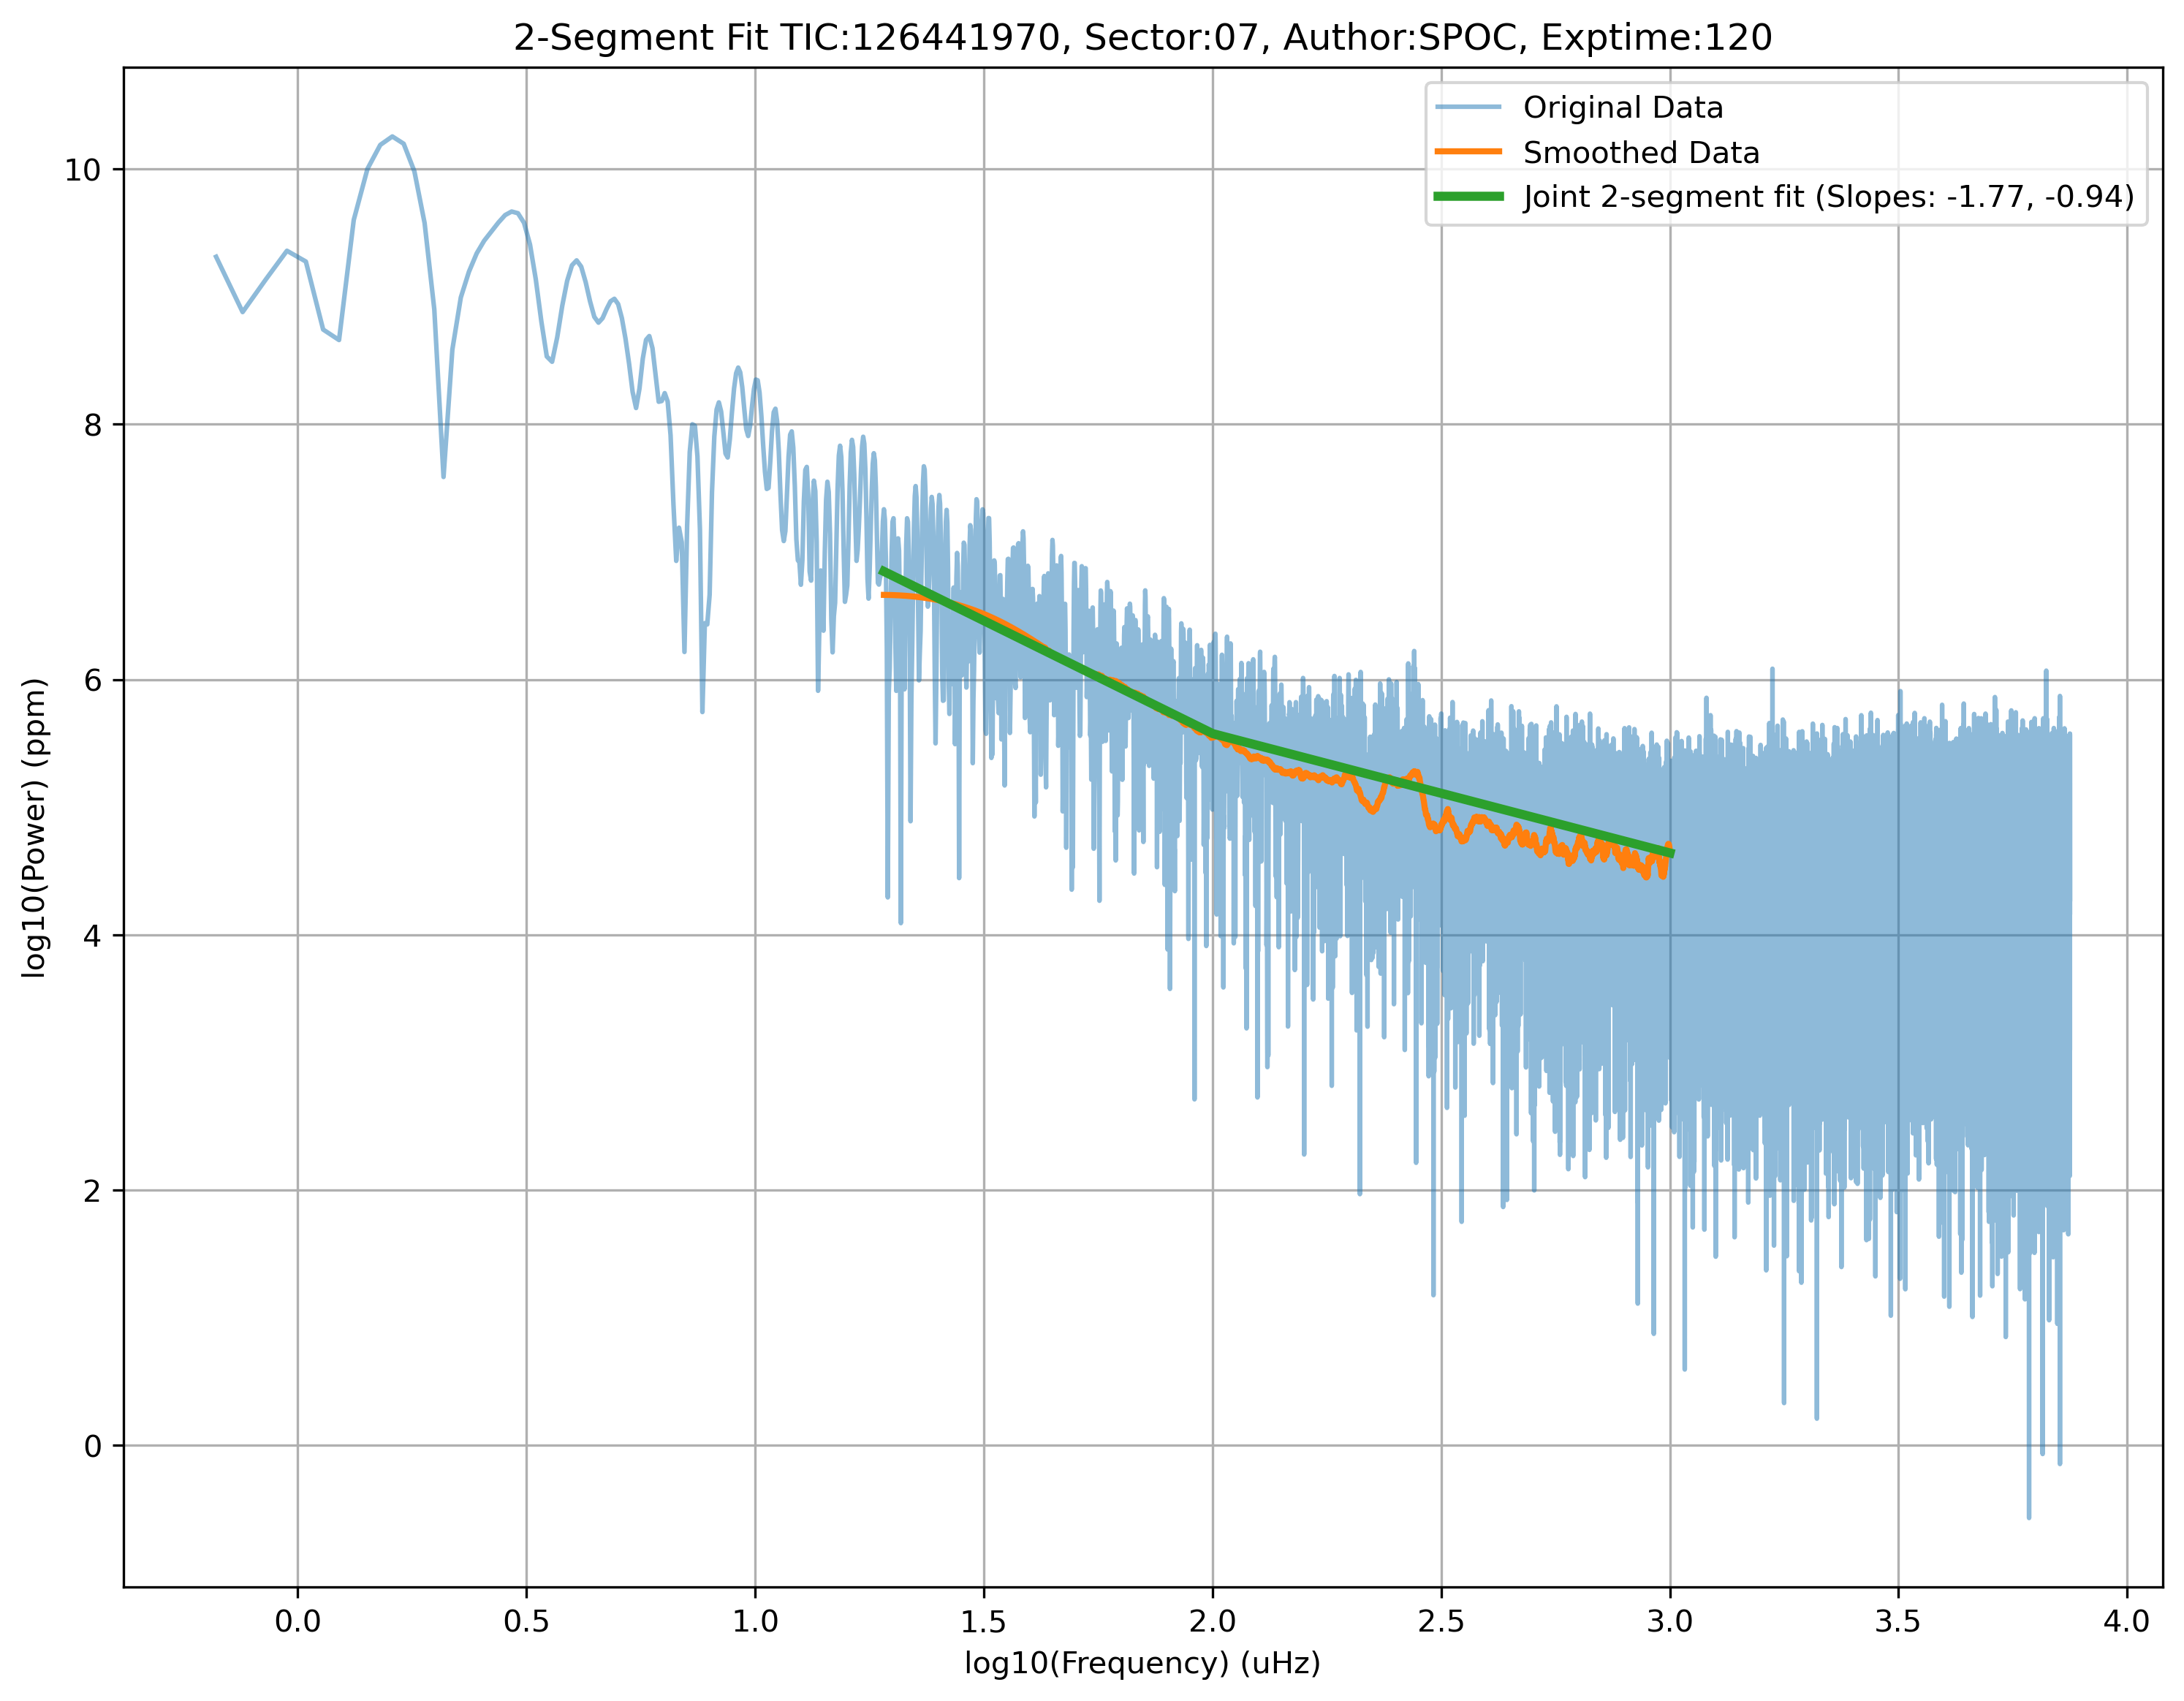 2-Segment Fit TIC:126441970, Sector:07, Author:SPOC, Exptime:120
Original Data
Smoothed Data
Joint 2-segment fit (Slopes: -1.77, -0.94)
log10(Power) (ppm)
10
8
6
4
2
0
0.0 0.5 1.0 1.5 2.0 2.5 3.0 3.5 4.0
log10(Frequency) (uHz)